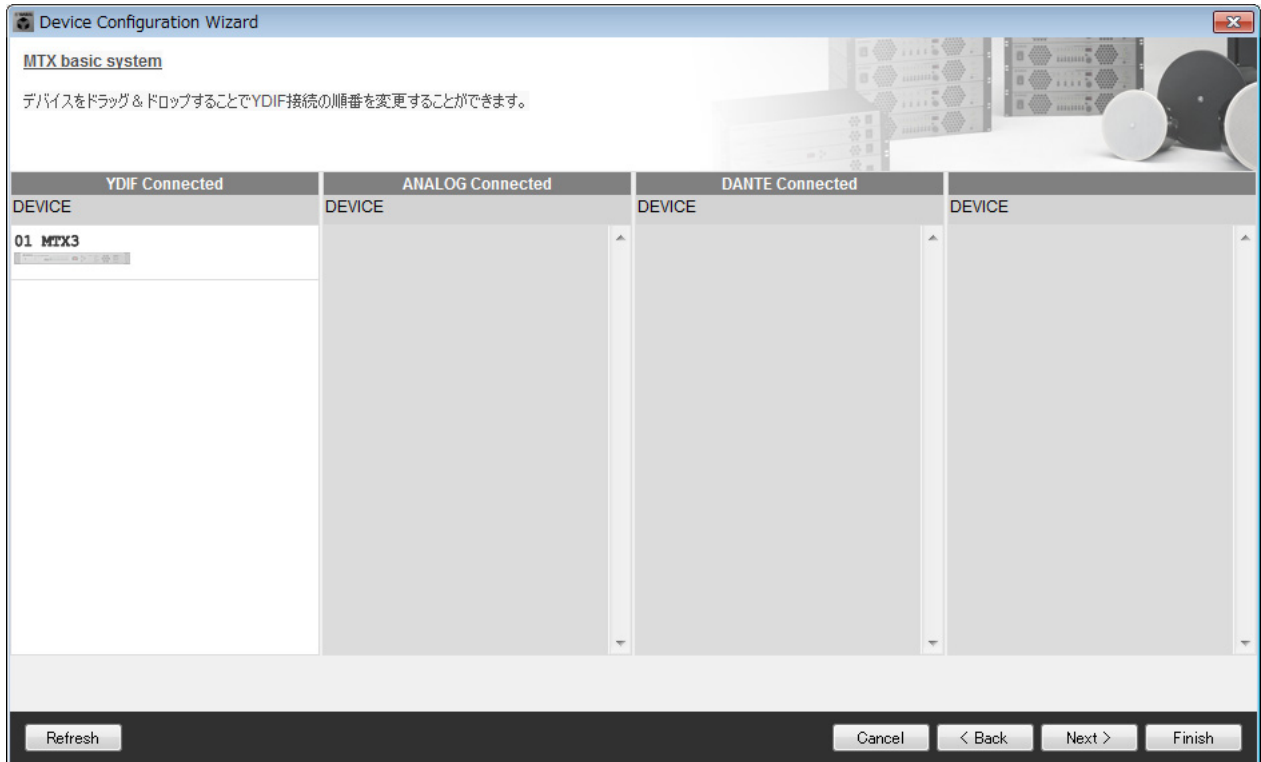 Device Configuration Wizard
MTX basic system
デバイスをドラッグ & ドロップすることでYDIF接続の順番を変更することができます。
YDIF Connected ANALOG Connected DANTE Connected
DEVICE DEVICE DEVICE DEVICE
01 MTX3
Refresh Cancel < Back Next > Finish